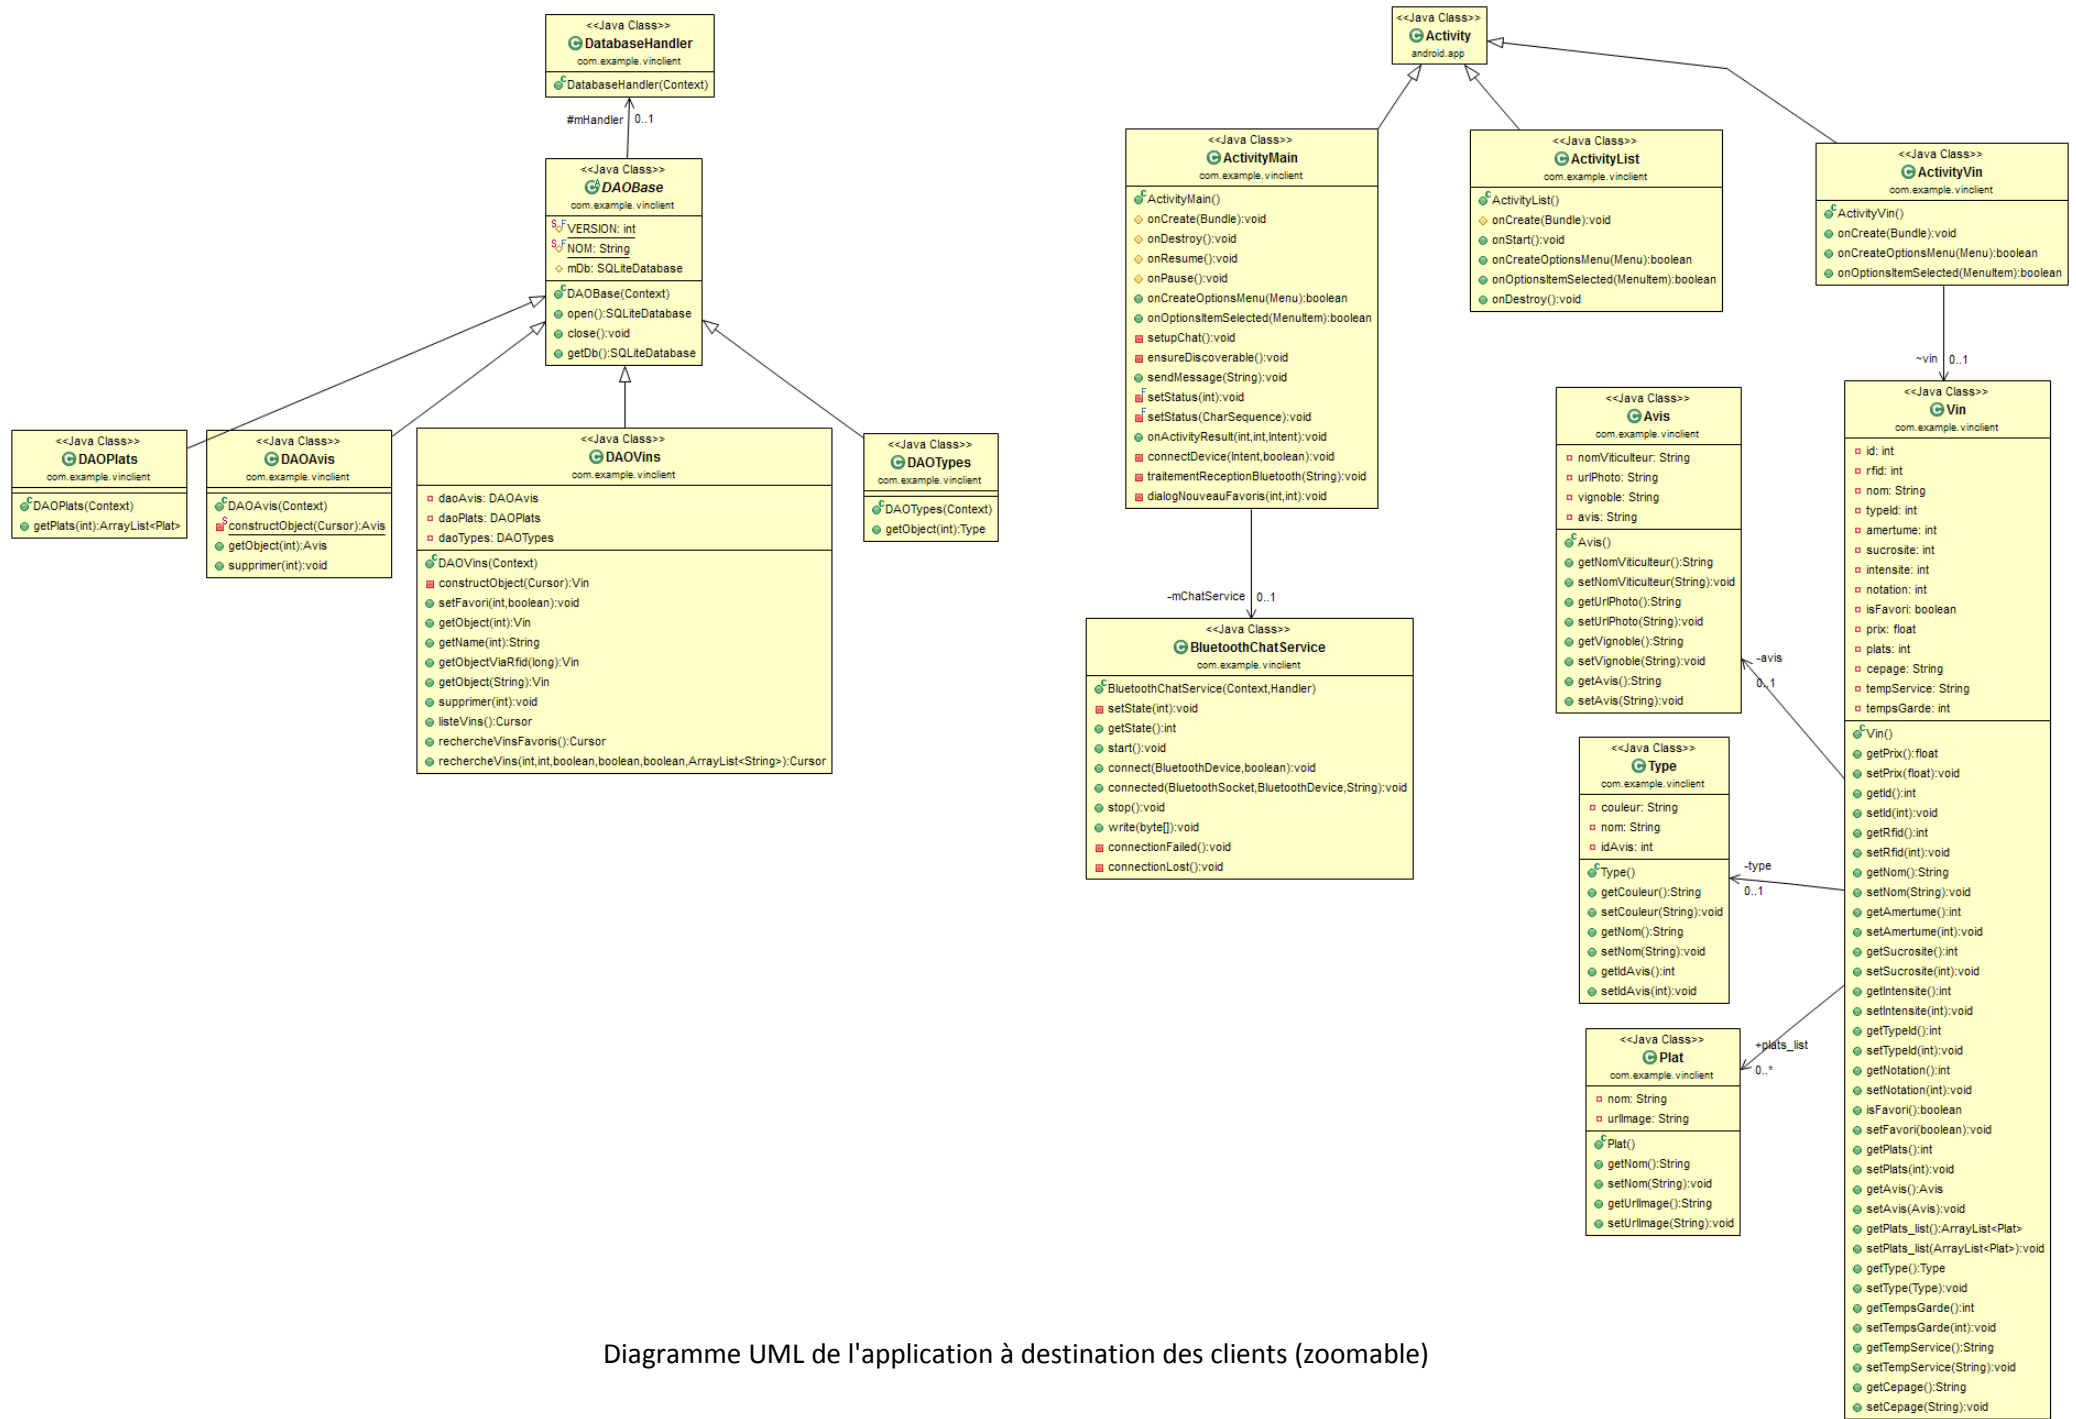 <<Java Class>>
DatabaseHandler
com.example.vinclient
DatabaseHandler(Context)
#mHandler
0..1
<<Java Class>>
DAOBase
com.example.vinclient
VERSION: int
NOM: String
mDb: SQLiteDatabase
DAOBase(Context)
open():SQLiteDatabase
close():void
getDb():SQLiteDatabase
<<Java Class>>
DAOPlats
com.example.vinclient
DAOPlats(Context)
getPlats(int):ArrayList<Plat>
<<Java Class>>
DAOAvis
com.example.vinclient
DAOAvis(Context)
constructObject(Cursor):Avis
getObject(int):Avis
supprimer(int):void
<<Java Class>>
DAOVins
com.example.vinclient
daoAvis: DAOAvis
daoPlats: DAOPlats
daoTypes: DAOTypes
DAOVins(Context)
constructObject(Cursor):Vin
setFavori(int,boolean):void
getObject(int):Vin
getName(int):String
getObjectViaRfid(long):Vin
getObject(String):Vin
supprimer(int):void
listeVins():Cursor
rechercheVinsFavoris():Cursor
rechercheVins(int,int,boolean,boolean,boolean,ArrayList<String>):Cursor
<<Java Class>>
DAOTypes
com.example.vinclient
DAOTypes(Context)
getObject(int):Type
<<Java Class>>
Activity
android.app
<<Java Class>>
ActivityMain
com.example.vinclient
ActivityMain()
onCreate(Bundle):void
onDestroy():void
onResume():void
onPause():void
onCreateOptionsMenu(Menu):boolean
onOptionsItemSelected(MenuItem):boolean
setupChat():void
ensureDiscoverable():void
sendMessage(String):void
setStatus(int):void
setStatus(CharSequence):void
onActivityResult(int,int,Intent):void
connectDevice(Intent,boolean):void
traitementReceptionBluetooth(String):void
dialogNouveauFavoris(int,int):void
-mChatService
0..1
<<Java Class>>
BluetoothChatService
com.example.vinclient
BluetoothChatService(Context,Handler)
setState(int):void
getState():int
start():void
connect(BluetoothDevice,boolean):void
connected(BluetoothSocket,BluetoothDevice,String):void
stop():void
write(byte[]):void
connectionFailed():void
connectionLost():void
<<Java Class>>
ActivityList
com.example.vinclient
ActivityList()
onCreate(Bundle):void
onStart():void
onCreateOptionsMenu(Menu):boolean
onOptionsItemSelected(MenuItem):boolean
onDestroy():void
<<Java Class>>
ActivityVin
com.example.vinclient
ActivityVin()
onCreate(Bundle):void
onCreateOptionsMenu(Menu):boolean
onOptionsItemSelected(MenuItem):boolean
~vin
0..1
<<Java Class>>
Avis
com.example.vinclient
nomViticulteur: String
urlPhoto: String
vignoble: String
avis: String
Avis()
getNomViticulteur():String
setNomViticulteur(String):void
getUrlPhoto():String
setUrlPhoto(String):void
getVignoble():String
setVignoble(String):void
getAvis():String
setAvis(String):void
-avis
0..1
<<Java Class>>
Type
com.example.vinclient
couleur: String
nom: String
idAvis: int
Type()
getCouleur():String
setCouleur(String):void
getNom():String
setNom(String):void
getIdAvis():int
setIdAvis(int):void
-type
0..1
<<Java Class>>
Plat
com.example.vinclient
nom: String
urlImage: String
Plat()
getNom():String
setNom(String):void
getUrlImage():String
setUrlImage(String):void
+plats_list
0..*
<<Java Class>>
Vin
com.example.vinclient
id: int
rfid: int
nom: String
typeId: int
amertume: int
sucrosite: int
intensite: int
notation: int
isFavori: boolean
prix: float
plats: int
cepage: String
tempService: String
tempsGarde: int
Vin()
getPrix():float
setPrix(float):void
getId():int
setId(int):void
getRfid():int
setRfid(int):void
getNom():String
setNom(String):void
getAmertume():int
setAmertume(int):void
getSucrosite():int
setSucrosite(int):void
getIntensite():int
setIntensite(int):void
getTypeId():int
setTypeId(int):void
getNotation():int
setNotation(int):void
isFavori():boolean
setFavori(boolean):void
getPlats():int
setPlats(int):void
getAvis():Avis
setAvis(Avis):void
getPlats_list():ArrayList<Plat>
setPlats_list(ArrayList<Plat>):void
getType():Type
setType(Type):void
getTempsGarde():int
setTempsGarde(int):void
getTempService():String
setTempService(String):void
getCepage():String
setCepage(String):void
Diagramme UML de l'application à destination des clients (zoomable)